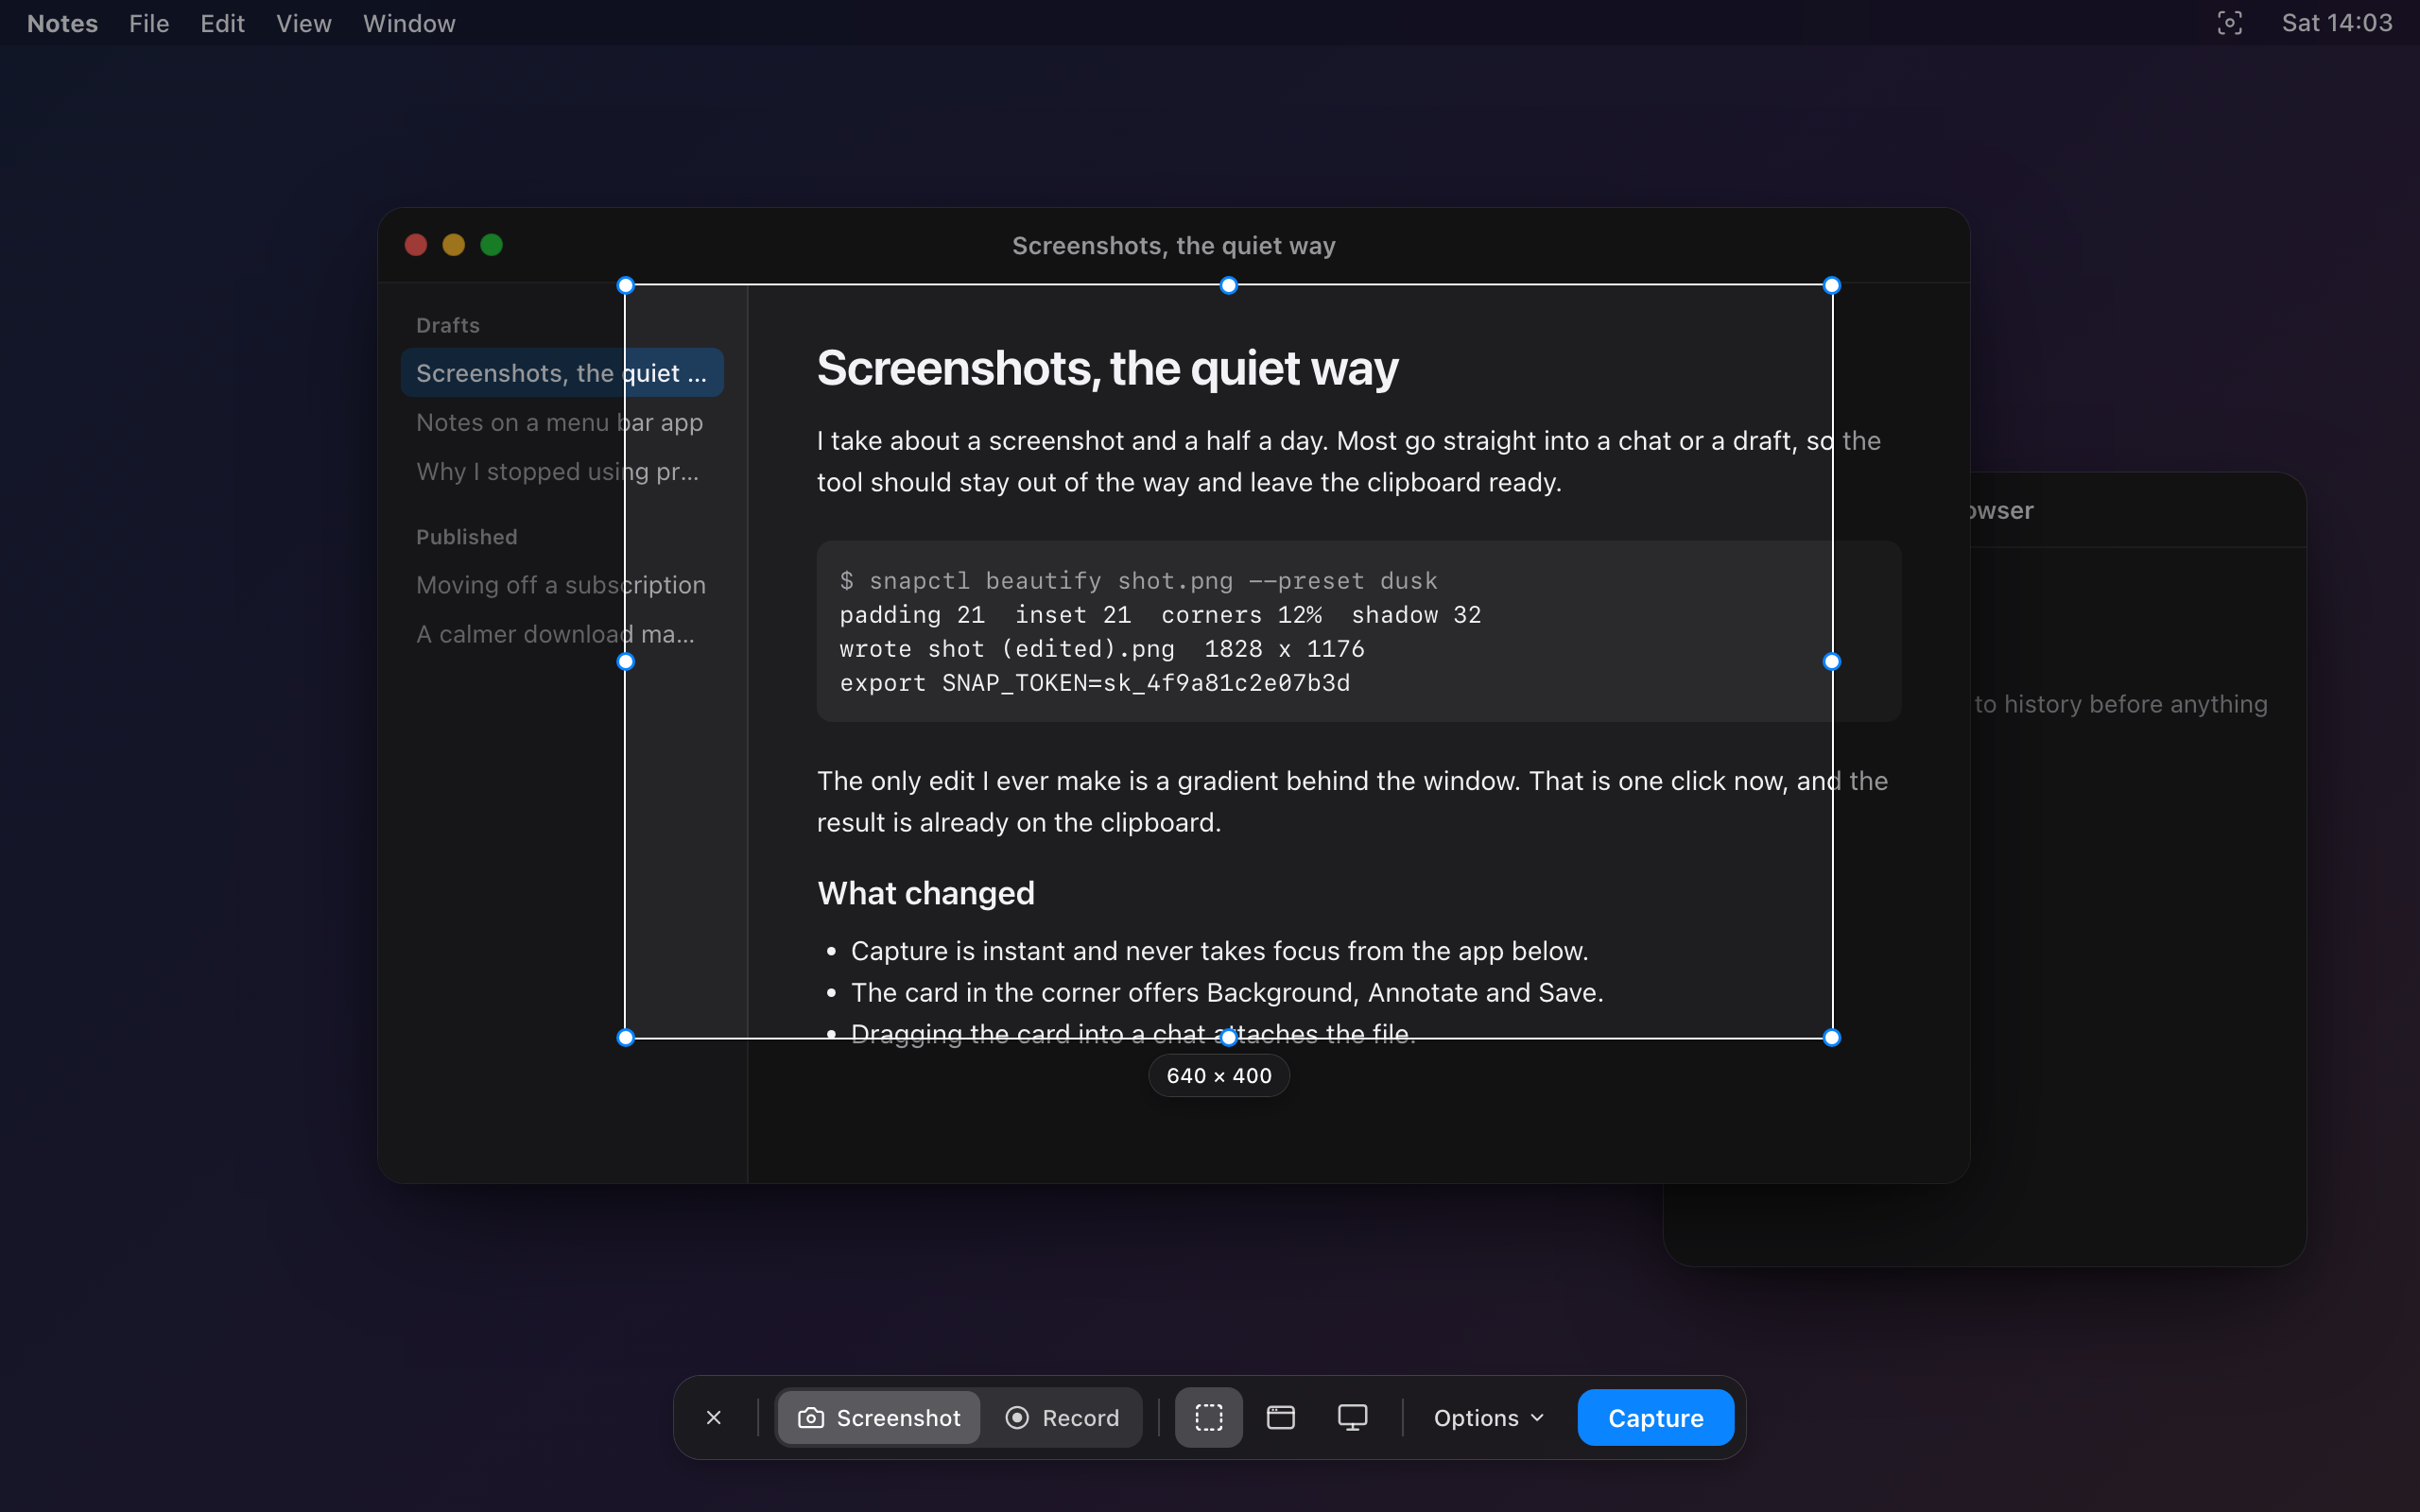 Notes File Edit View Window
Sat 14:03
Screenshots, the quiet way
Drafts
Screenshots, the quiet ...
Notes on a menu bar app
Why I stopped using pr...
Published
Moving off a subscription
A calmer download ma...
Screenshots, the quiet way
I take about a screenshot and a half a day. Most go straight into a chat or a draft, so the
tool should stay out of the way and leave the clipboard ready.
$ snapctl beautify shot.png --preset dusk
padding 21  inset 21  corners 12%  shadow 32
wrote shot (edited).png  1828 x 1176
export SNAP_TOKEN=sk_4f9a81c2e07b3d
The only edit I ever make is a gradient behind the window. That is one click now, and the
result is already on the clipboard.
What changed
• Capture is instant and never takes focus from the app below.
• The card in the corner offers Background, Annotate and Save.
• Dragging the card into a chat attaches the file.
640 × 400
owser
to history before anything
Screenshot Record Options Capture